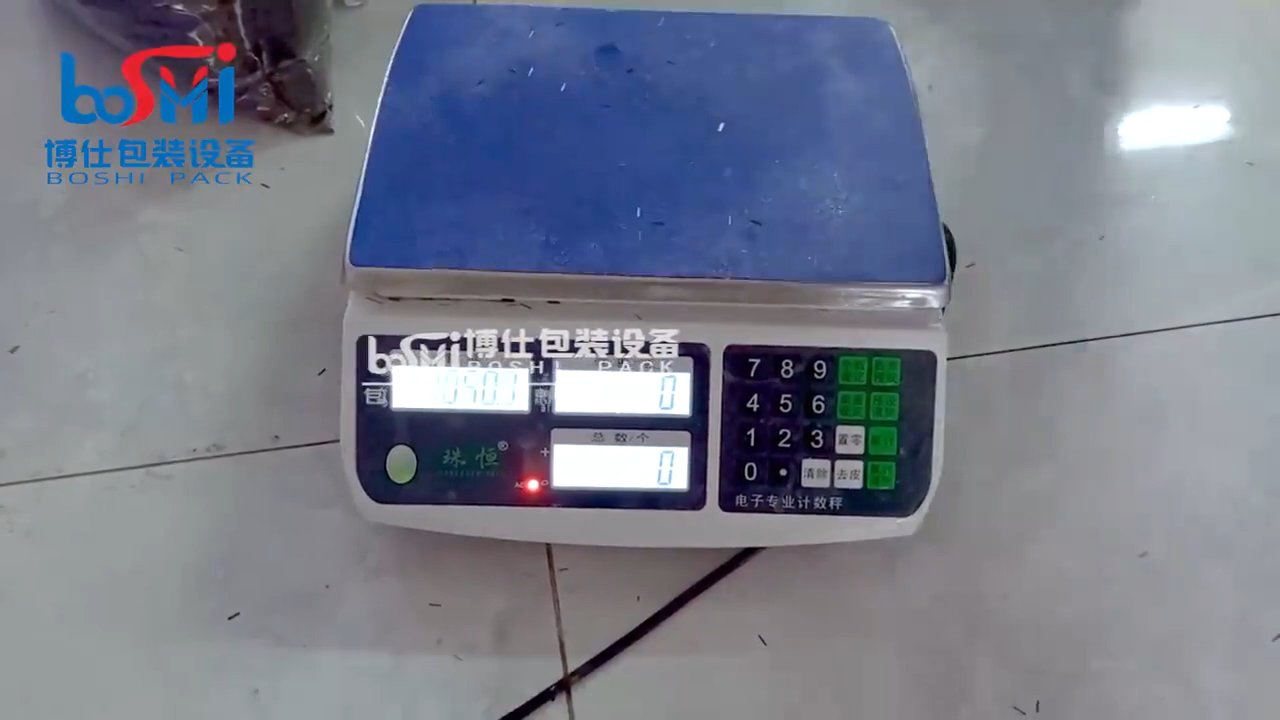 bosmi
博仕包装设备
BOSHI PACK
bosmi 博仕包装设备
BOSHI PACK
0
总数/个
珠恒®
0
7 8 9
4 5 6
1 2 3 置零
0 . 清除 去皮
电子专业计数秤